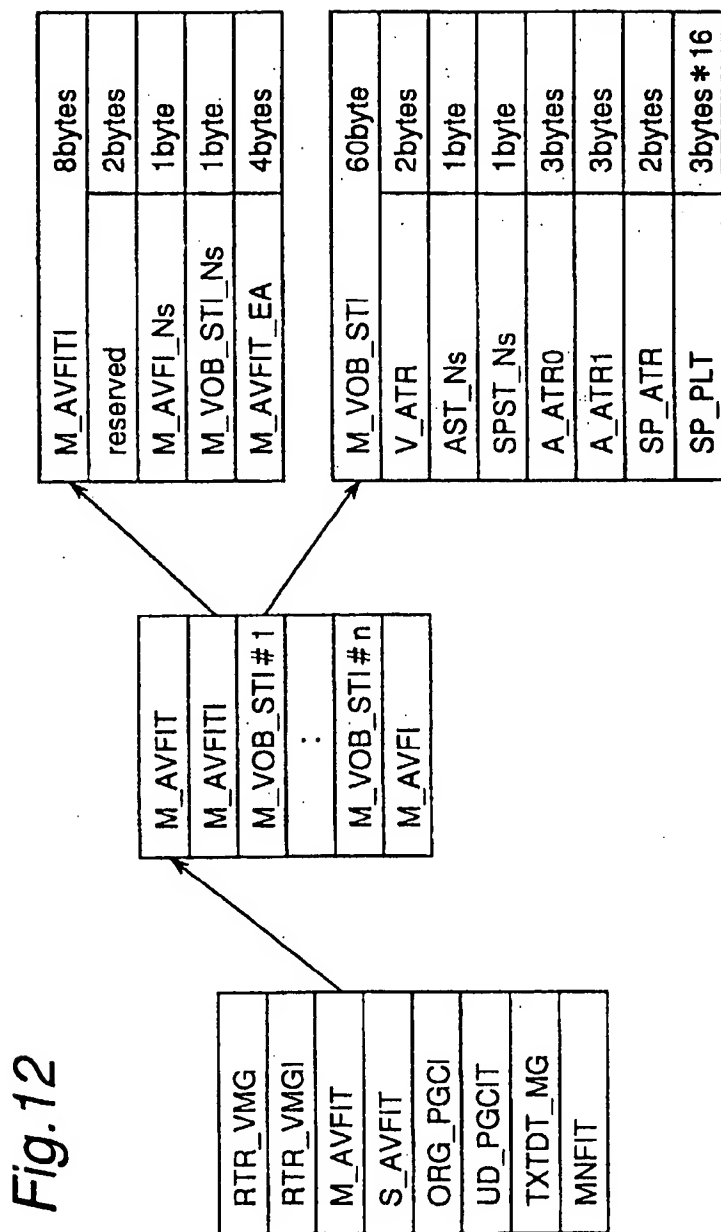 Fig.12
RTR_VMG
RTR_VMGI
M_AVFIT
S_AVFIT
ORG_PGCI
UD_PGCIT
TXTDT_MG
MNFIT
M_AVFIT
M_AVFITI
M_VOB_STI#1
:
M_VOB_STI#n
M_AVFI
M_AVFITI 8bytes
reserved 2bytes
M_AVFI_Ns 1byte
M_VOB_STI_Ns 1byte
M_AVFIT_EA 4bytes
M_VOB_STI 60byte
V_ATR 2bytes
AST_Ns 1byte
SPST_Ns 1byte
A_ATR0 3bytes
A_ATR1 3bytes
SP_ATR 2bytes
SP_PLT 3bytes*16